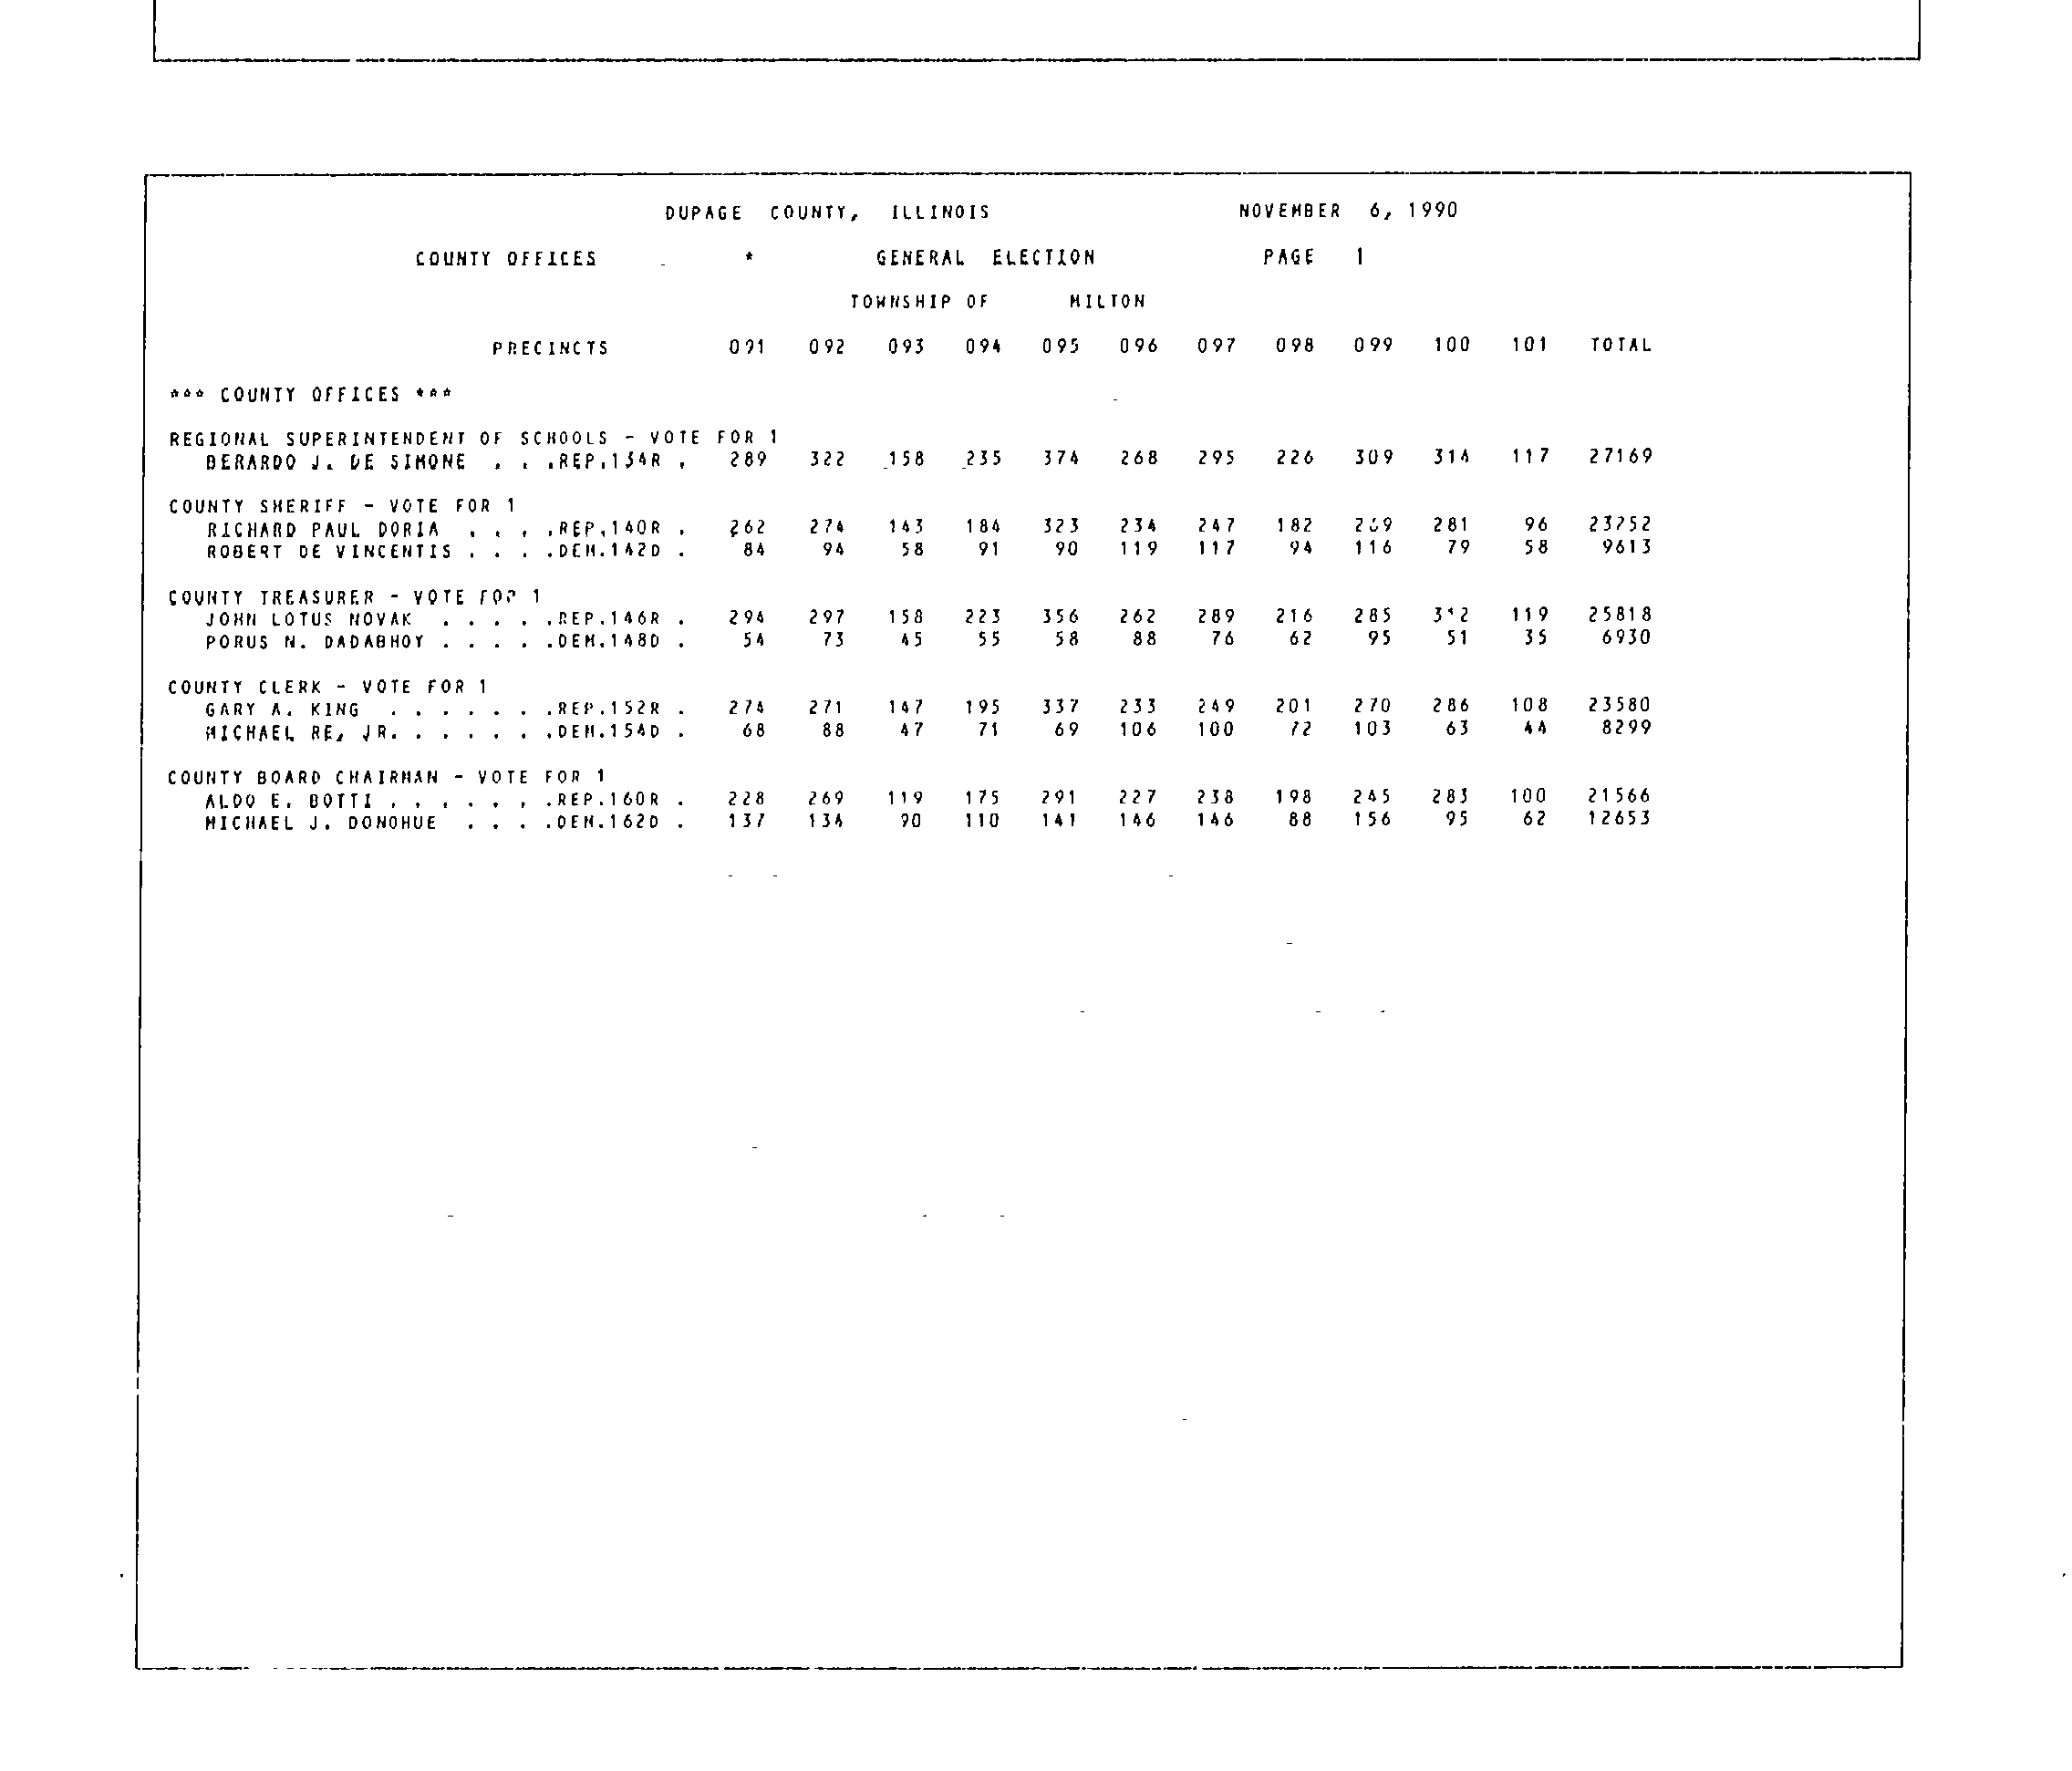 DUPAGE COUNTY, ILLINOIS NOVEMBER 6, 1990
COUNTY OFFICES * GENERAL ELECTION PAGE 1
TOWNSHIP OF MILTON
PRECINCTS 091 092 093 094 095 096 097 098 099 100 101 TOTAL
*** COUNTY OFFICES ***
REGIONAL SUPERINTENDENT OF SCHOOLS - VOTE FOR 1
BERARDO J. DE SIMONE . . .REP.134R . 289 322 158 235 374 268 295 226 309 314 117 27169
COUNTY SHERIFF - VOTE FOR 1
RICHARD PAUL DORIA . . . .REP.140R . 262 274 143 184 323 234 247 182 281 96 23252
ROBERT DE VINCENTIS . . . .DEM.142D . 84 94 58 91 90 119 117 94 116 79 58 9613
COUNTY TREASURER - VOTE FOR 1
JOHN LOTUS NOVAK . . . . .REP.146R . 294 297 158 223 356 262 289 216 285 119 25818
PORUS N. DADABHOY . . . . .DEM.148D . 54 73 45 55 58 88 76 62 95 51 35 6930
COUNTY CLERK - VOTE FOR 1
GARY A. KING . . . . . . .REP.152R . 274 271 147 195 337 233 249 201 270 286 108 23580
MICHAEL RE, JR. . . . . . .DEM.154D . 68 88 47 71 69 106 100 72 103 63 44 8299
COUNTY BOARD CHAIRMAN - VOTE FOR 1
ALDO E. BOTTI . . . . . . .REP.160R . 228 269 119 175 291 227 238 198 245 283 100 21566
MICHAEL J. DONOHUE . . . .DEM.162D . 137 134 90 110 141 146 146 88 156 95 62 12653